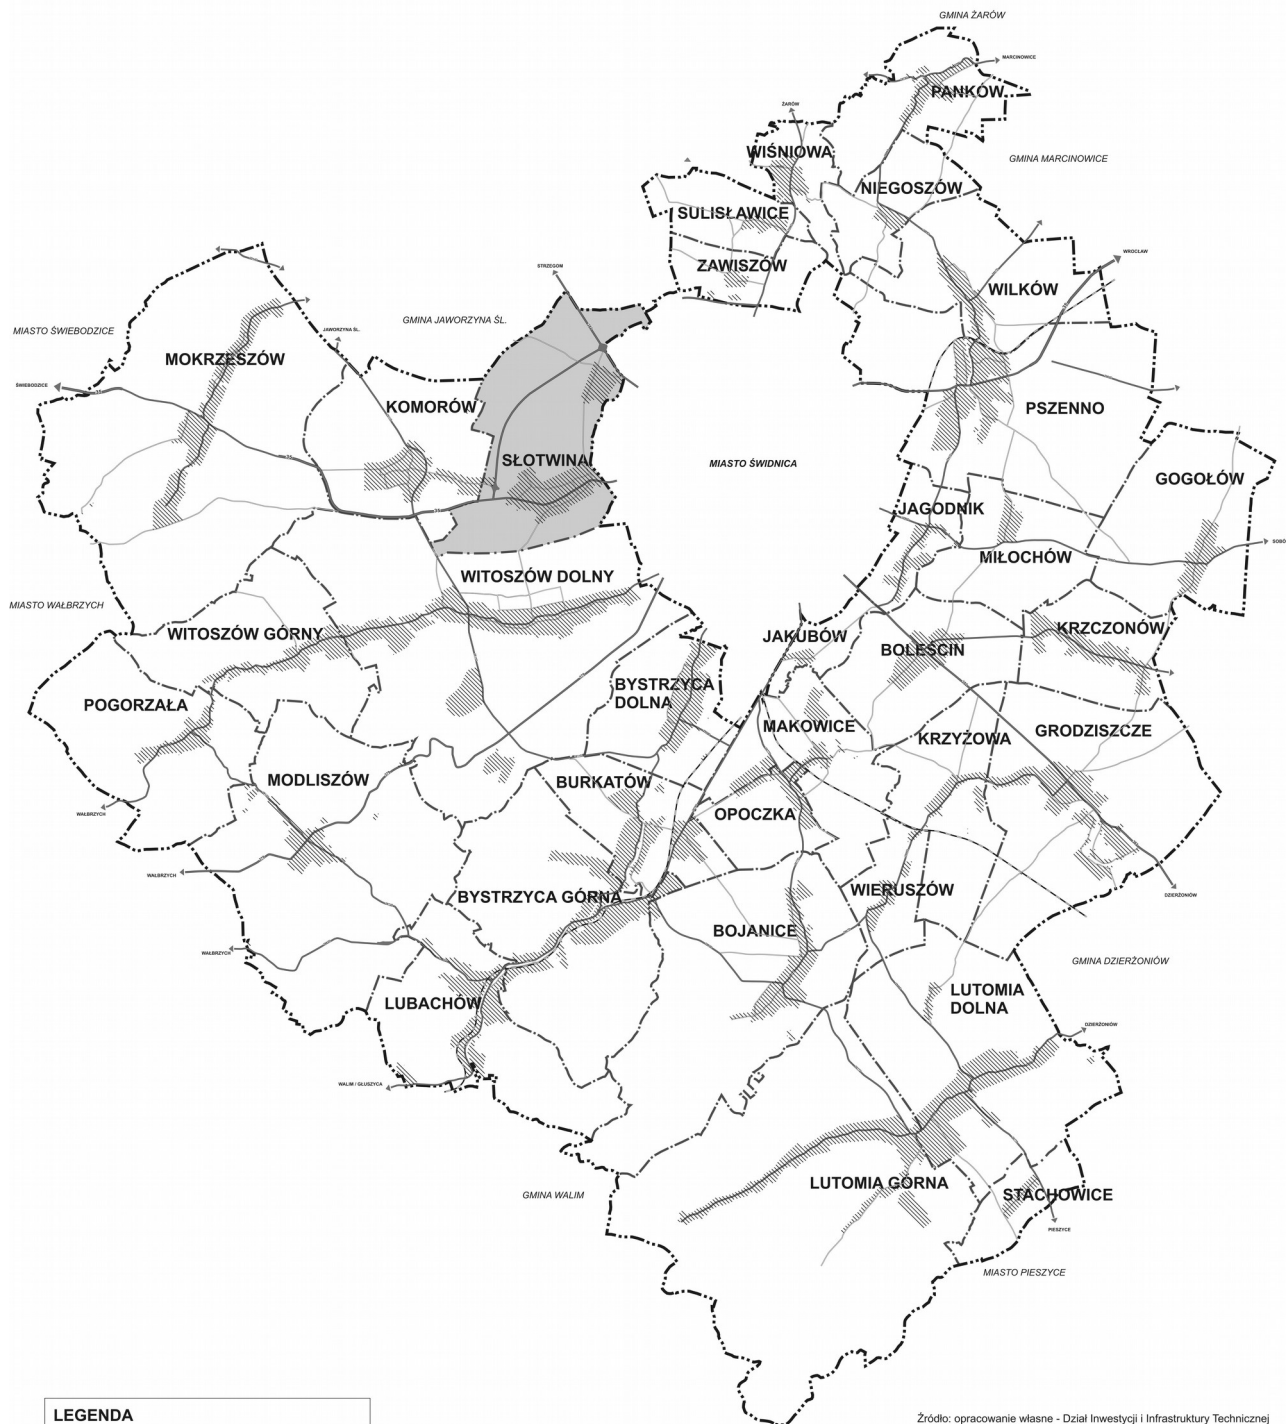 GMINA ŻARÓW
MARCINOWICE
PANKÓW
ŻARÓW
WIŚNIOWA
GMINA MARCINOWICE
NIEGOSZÓW
SULISŁAWICE
ZAWISZÓW
WROCŁAW
STRZEGOM
WILKÓW
GMINA JAWORZYNA ŚL.
MIASTO ŚWIEBODZICE
JAWORZYNA ŚL.
MOKRZESZÓW
ŚWIEBODZICE
KOMORÓW
PSZENNO
SŁOTWINA
MIASTO ŚWIDNICA
GOGOŁÓW
JAGODNIK
SOBÓ
MIŁOCHÓW
WITOSZÓW DOLNY
MIASTO WAŁBRZYCH
WITOSZÓW GÓRNY
JAKUBÓW
KRZCZONÓW
BOLEŚCIN
BYSTRZYCA
DOLNA
POGORZAŁA
MAKOWICE
KRZYŻOWA
GRODZISZCZE
MODLISZÓW
BURKATÓW
OPOCZKA
WAŁBRZYCH
WAŁBRZYCH
WIERUSZÓW
DZIERŻONIÓW
BYSTRZYCA GÓRNA
BOJANICE
WAŁBRZYCH
GMINA DZIERŻONIÓW
LUTOMIA
DOLNA
LUBACHÓW
DZIERŻONIÓW
WALIM / GŁUSZYCA
LUTOMIA GÓRNA
GMINA WALIM
STACHOWICE
PIESZYCE
MIASTO PIESZYCE
LEGENDA
Źródło: opracowanie własne - Dział Inwestycji i Infrastruktury Technicznej